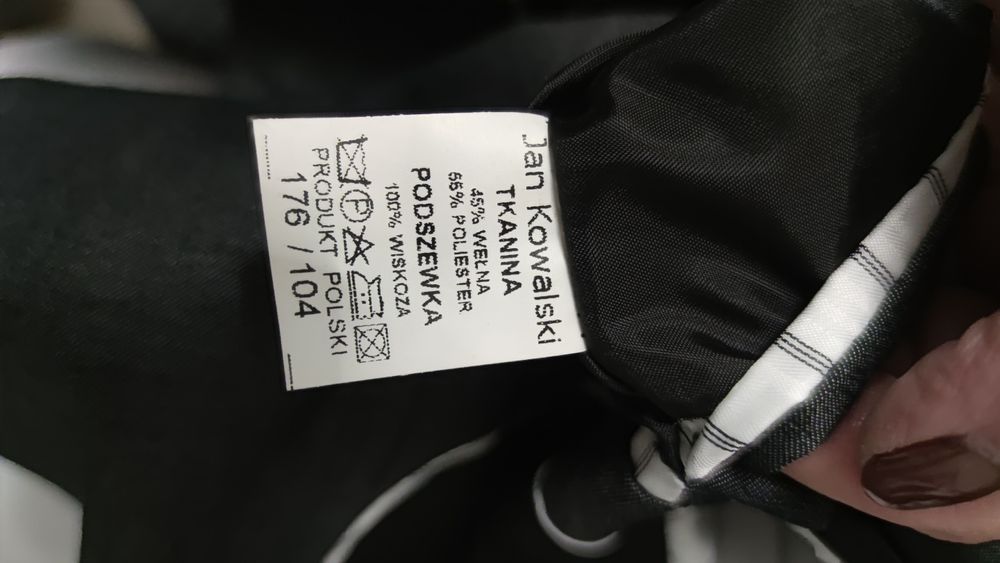 Jan Kowalski
TKANINA
45% WEŁNA
55% POLIESTER
PODSZEWKA
100% WISKOZA
PRODUKT POLSKI
176 / 104